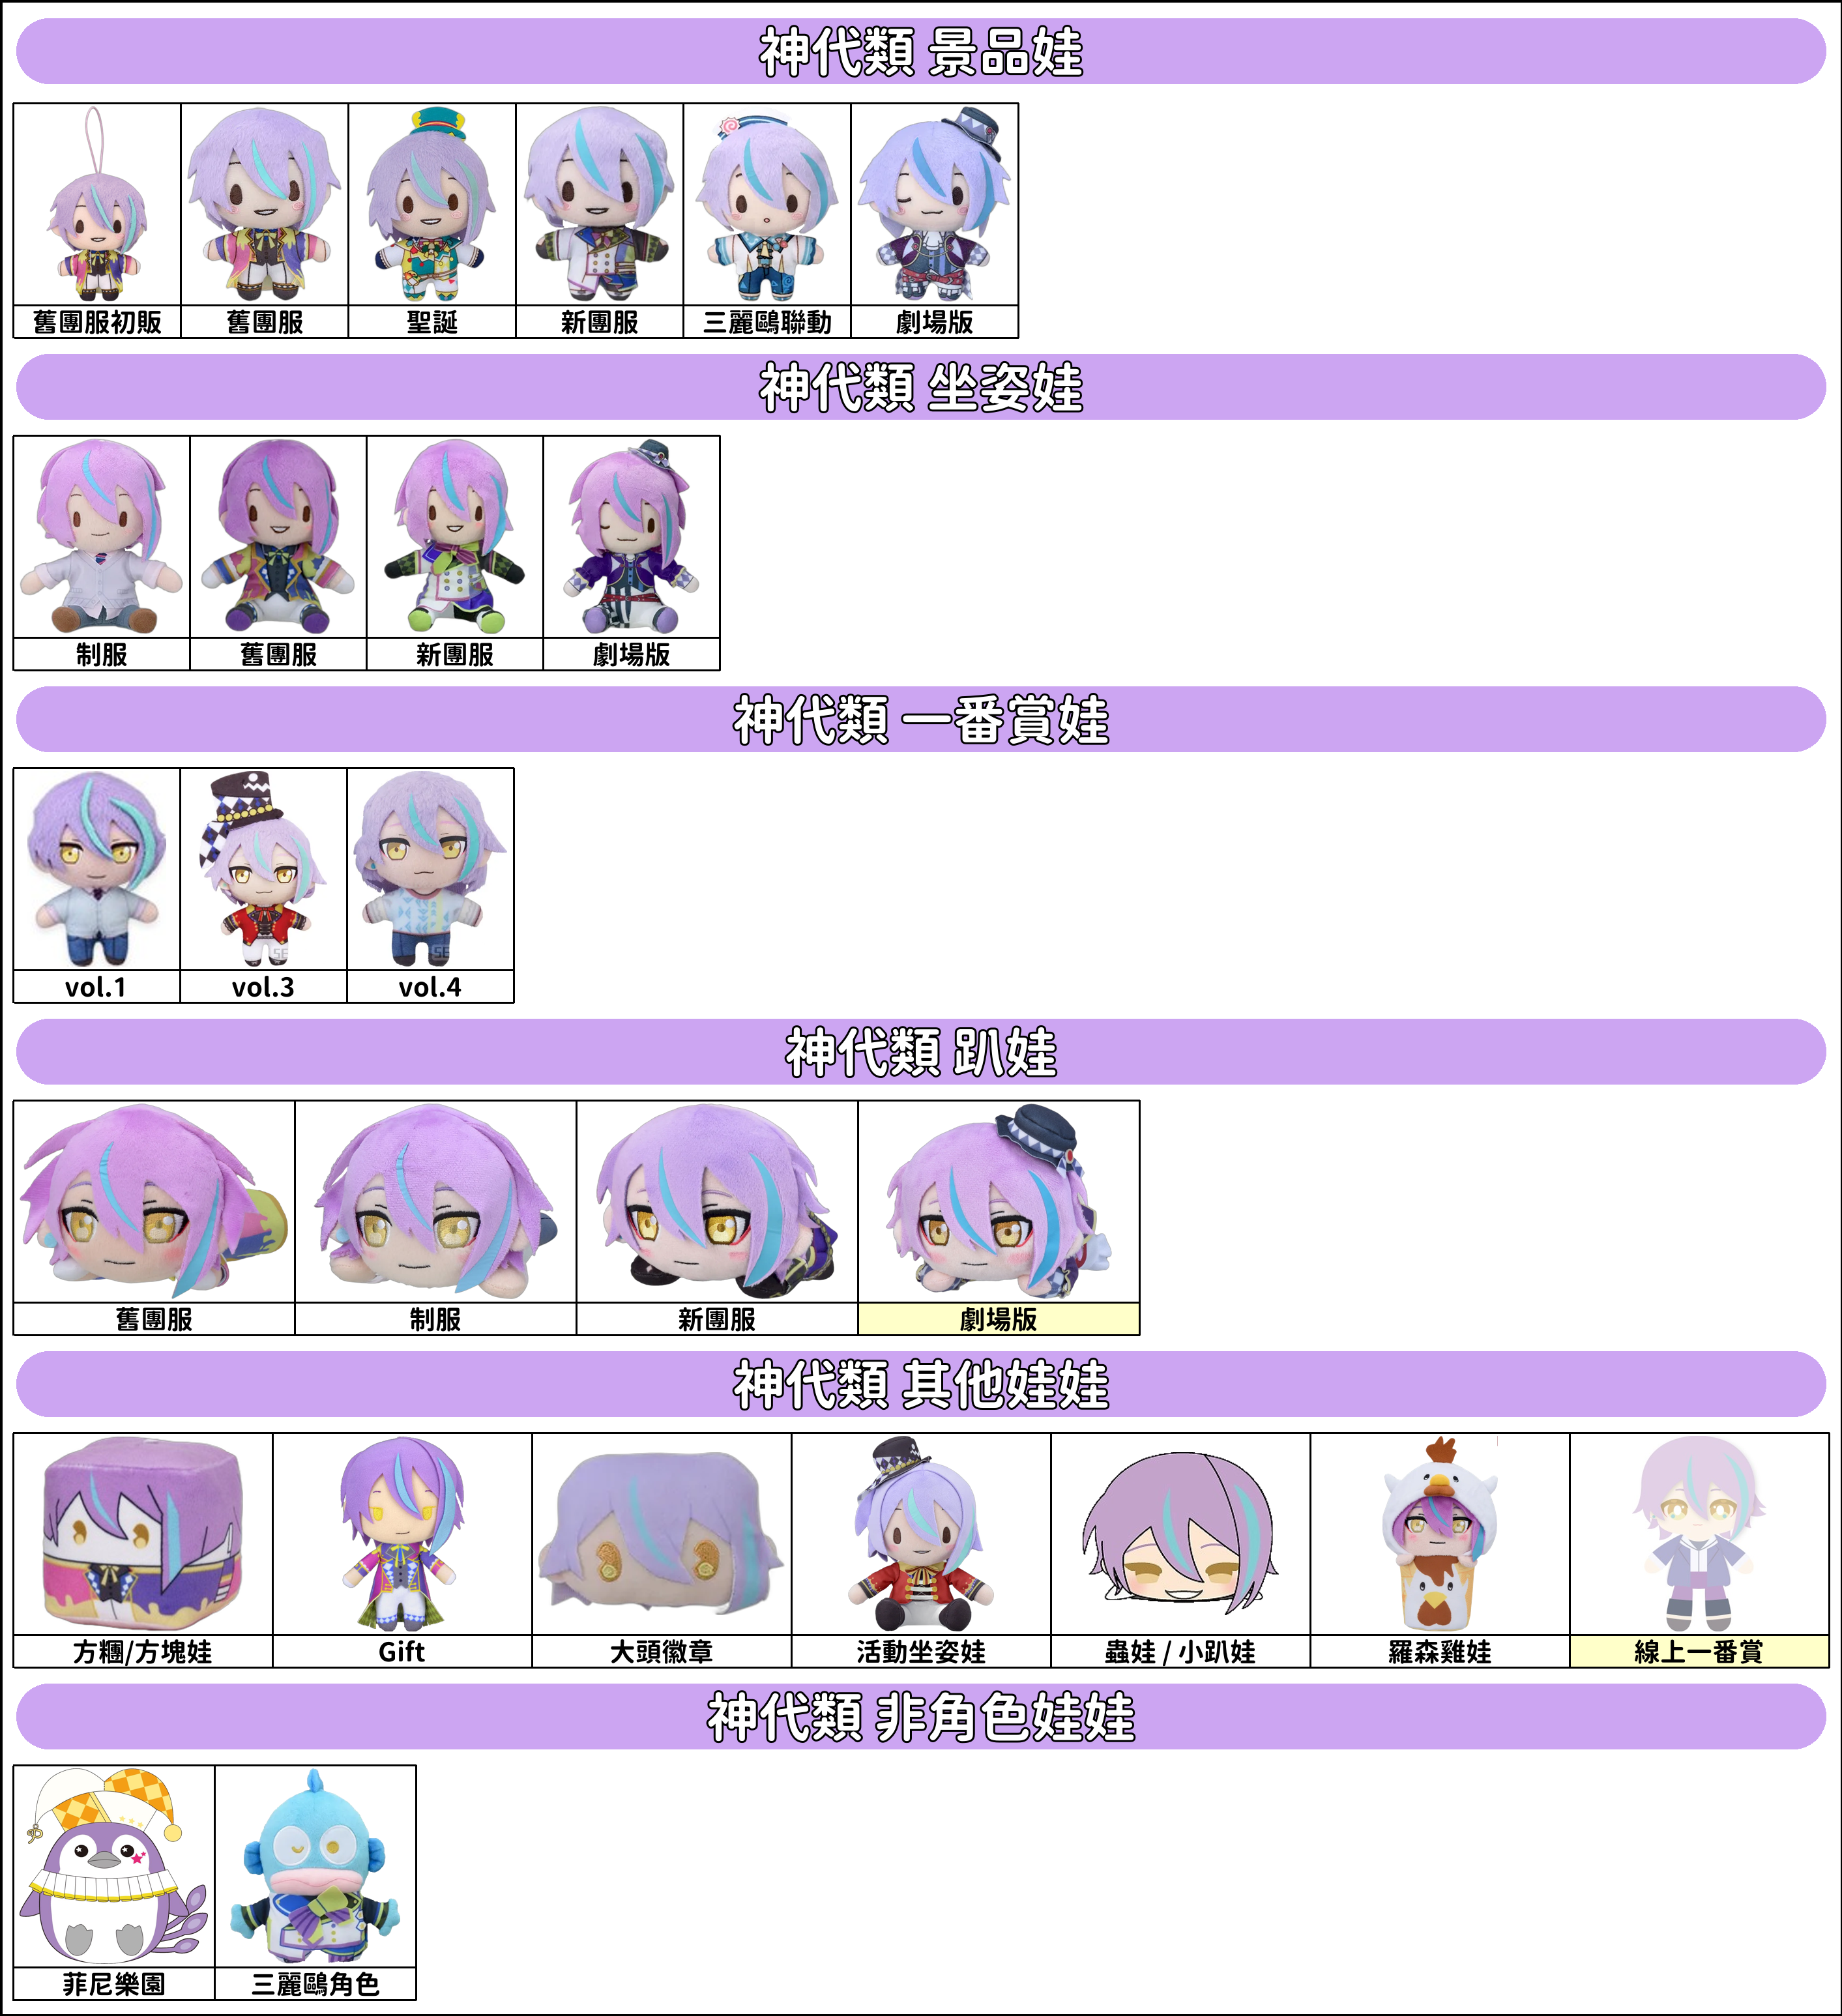 神代類 景品娃
舊團服初販
舊團服
聖誕
新團服
三麗鷗聯動
劇場版
神代類 坐姿娃
制服
舊團服
新團服
劇場版
神代類 一番賞娃
SE
SE
vol.1
vol.3
vol.4
神代類 趴娃
舊團服
制服
新團服
劇場版
神代類 其他娃娃
方糰/方塊娃
Gift
大頭徽章
活動坐姿娃
蟲娃 / 小趴娃
羅森雞娃
線上一番賞
神代類 非角色娃娃
菲尼樂園
三麗鷗角色